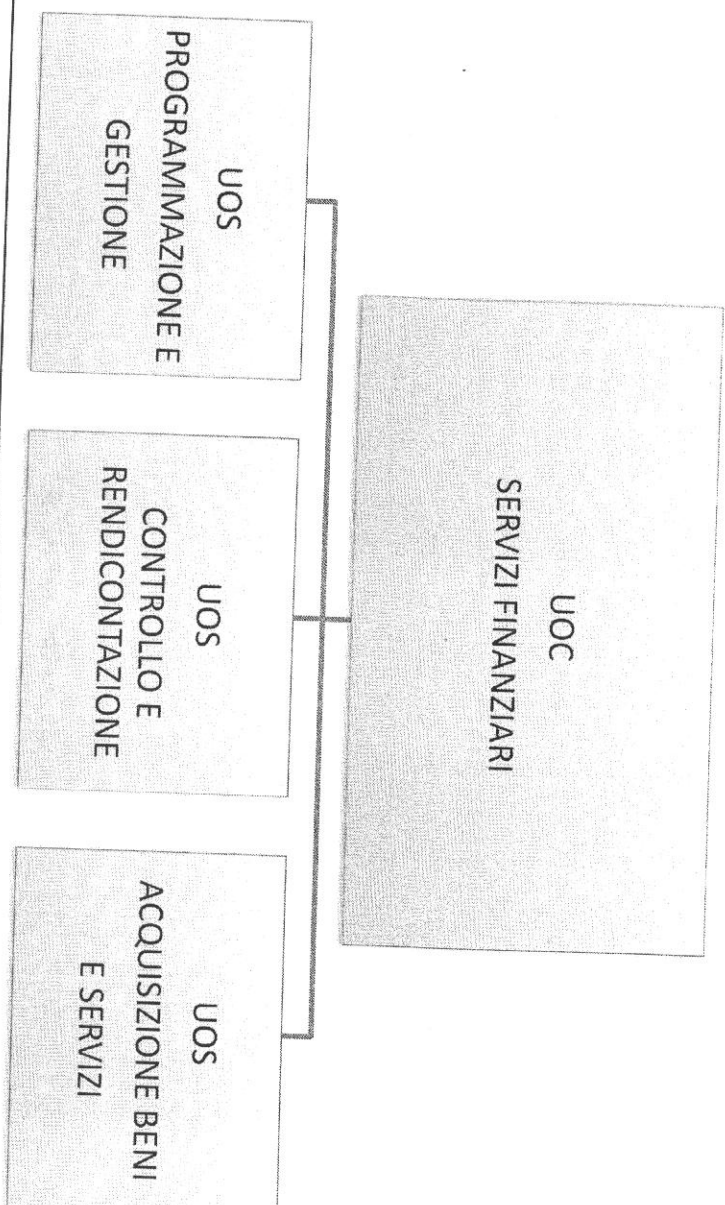 UOC
SERVIZI FINANZIARI
UOS
PROGRAMMAZIONE E
GESTIONE
UOS
CONTROLLO E
RENDICONTAZIONE
UOS
ACQUISIZIONE BENI
E SERVIZI